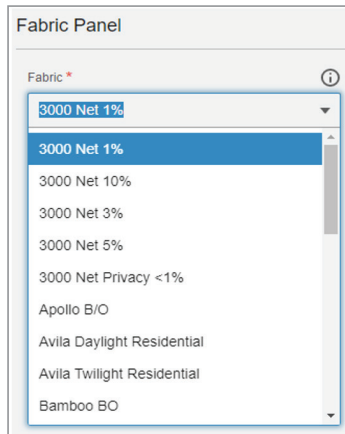 Fabric Panel
Fabric *
3000 Net 1%
3000 Net 1%
3000 Net 10%
3000 Net 3%
3000 Net 5%
3000 Net Privacy <1%
Apollo B/O
Avila Daylight Residential
Avila Twilight Residential
Bamboo BO